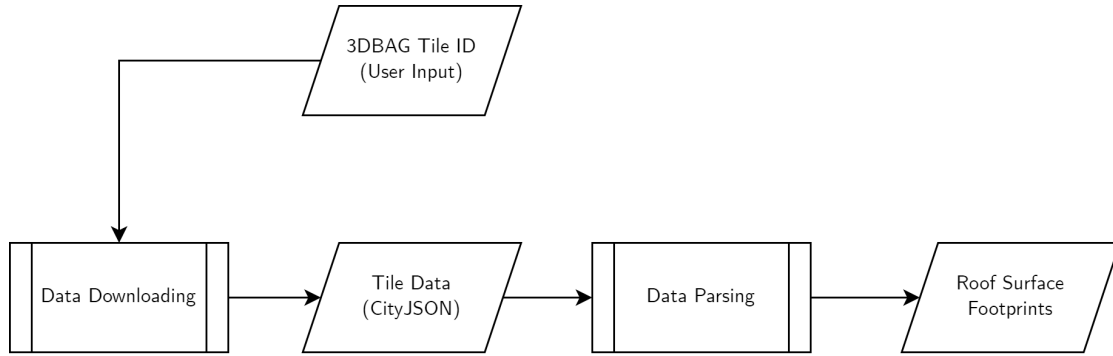 3DBAG Tile ID
(User Input)
Data Downloading
Tile Data
(CityJSON)
Data Parsing
Roof Surface
Footprints